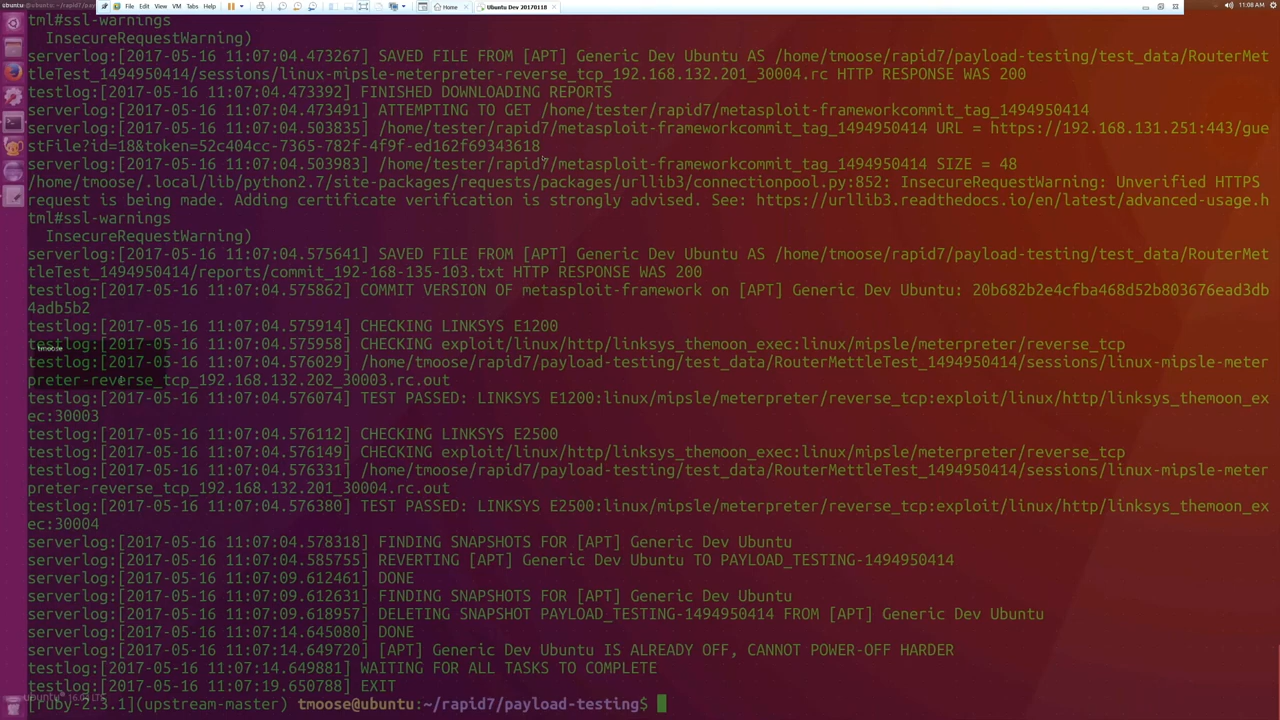 File Edit View VM Tabs Help Home Ubuntu Dev 20170118 11:08 AM
tml#ssl-warnings
InsecureRequestWarning)
serverlog:[2017-05-16 11:07:04.473267] SAVED FILE FROM [APT] Generic Dev Ubuntu AS /home/tmoose/rapid7/payload-testing/test_data/RouterMet
tleTest_1494950414/sessions/linux-mipsle-meterpreter-reverse_tcp_192.168.132.201_30004.rc HTTP RESPONSE WAS 200
testlog:[2017-05-16 11:07:04.473392] FINISHED DOWNLOADING REPORTS
serverlog:[2017-05-16 11:07:04.473491] ATTEMPTING TO GET /home/tester/rapid7/metasploit-frameworkcommit_tag_1494950414
serverlog:[2017-05-16 11:07:04.503835] /home/tester/rapid7/metasploit-frameworkcommit_tag_1494950414 URL = https://192.168.131.251:443/gue
stFile?id=18&token=52c404cc-7365-782f-4f9f-ed162f69343618
serverlog:[2017-05-16 11:07:04.503983] /home/tester/rapid7/metasploit-frameworkcommit_tag_1494950414 SIZE = 48
/home/tmoose/.local/lib/python2.7/site-packages/requests/packages/urllib3/connectionpool.py:852: InsecureRequestWarning: Unverified HTTPS
request is being made. Adding certificate verification is strongly advised. See: https://urllib3.readthedocs.io/en/latest/advanced-usage.h
tml#ssl-warnings
InsecureRequestWarning)
serverlog:[2017-05-16 11:07:04.575641] SAVED FILE FROM [APT] Generic Dev Ubuntu AS /home/tmoose/rapid7/payload-testing/test_data/RouterMet
tleTest_1494950414/reports/commit_192-168-135-103.txt HTTP RESPONSE WAS 200
testlog:[2017-05-16 11:07:04.575862] COMMIT VERSION OF metasploit-framework on [APT] Generic Dev Ubuntu: 20b682b2e4cfba468d52b803676ead3db
4adb5b2
testlog:[2017-05-16 11:07:04.575914] CHECKING LINKSYS E1200
testlog:[2017-05-16 11:07:04.575958] CHECKING exploit/linux/http/linksys_themoon_exec:linux/mipsle/meterpreter/reverse_tcp
tmoose
testlog:[2017-05-16 11:07:04.576029] /home/tmoose/rapid7/payload-testing/test_data/RouterMettleTest_1494950414/sessions/linux-mipsle-meter
preter-reverse_tcp_192.168.132.202_30003.rc.out
testlog:[2017-05-16 11:07:04.576074] TEST PASSED: LINKSYS E1200:linux/mipsle/meterpreter/reverse_tcp:exploit/linux/http/linksys_themoon_ex
ec:30003
testlog:[2017-05-16 11:07:04.576112] CHECKING LINKSYS E2500
testlog:[2017-05-16 11:07:04.576149] CHECKING exploit/linux/http/linksys_themoon_exec:linux/mipsle/meterpreter/reverse_tcp
testlog:[2017-05-16 11:07:04.576331] /home/tmoose/rapid7/payload-testing/test_data/RouterMettleTest_1494950414/sessions/linux-mipsle-meter
preter-reverse_tcp_192.168.132.201_30004.rc.out
testlog:[2017-05-16 11:07:04.576380] TEST PASSED: LINKSYS E2500:linux/mipsle/meterpreter/reverse_tcp:exploit/linux/http/linksys_themoon_ex
ec:30004
serverlog:[2017-05-16 11:07:04.578318] FINDING SNAPSHOTS FOR [APT] Generic Dev Ubuntu
serverlog:[2017-05-16 11:07:04.585755] REVERTING [APT] Generic Dev Ubuntu TO PAYLOAD_TESTING-1494950414
serverlog:[2017-05-16 11:07:09.612461] DONE
serverlog:[2017-05-16 11:07:09.612631] FINDING SNAPSHOTS FOR [APT] Generic Dev Ubuntu
serverlog:[2017-05-16 11:07:09.618957] DELETING SNAPSHOT PAYLOAD_TESTING-1494950414 FROM [APT] Generic Dev Ubuntu
serverlog:[2017-05-16 11:07:14.645080] DONE
serverlog:[2017-05-16 11:07:14.649720] [APT] Generic Dev Ubuntu IS ALREADY OFF, CANNOT POWER-OFF HARDER
testlog:[2017-05-16 11:07:14.649881] WAITING FOR ALL TASKS TO COMPLETE
testlog:[2017-05-16 11:07:19.650788] EXIT
[ruby-2.3.1](upstream-master) tmoose@ubuntu:~/rapid7/payload-testing$